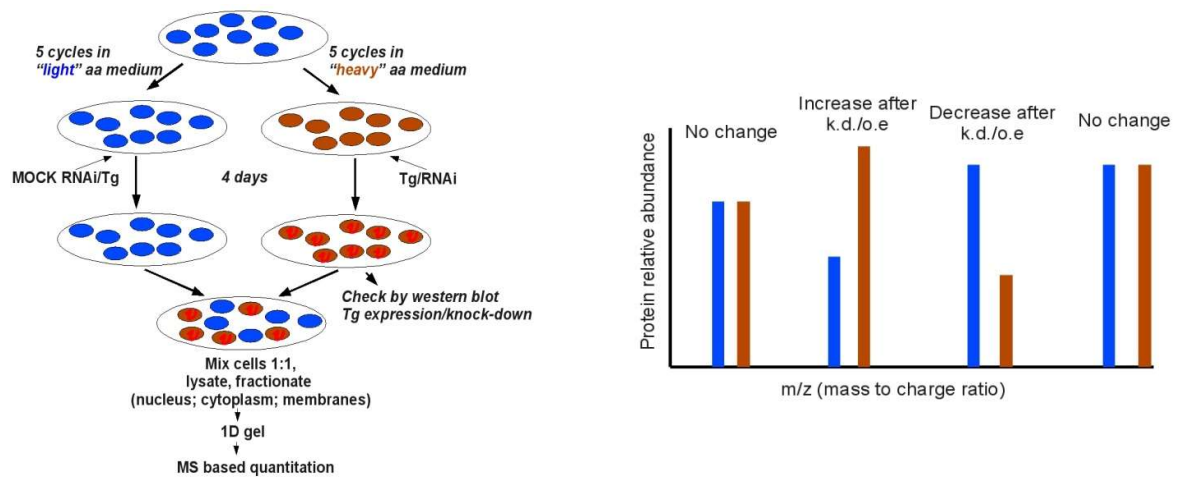 5 cycles in
"light" aa medium
5 cycles in
"heavy" aa medium
MOCK RNAi/Tg
4 days
Tg/RNAi
Check by western blot
Tg expression/knock-down
Mix cells 1:1,
lysate, fractionate
(nucleus; cytoplasm; membranes)
1D gel
MS based quantitation
No change
Increase after
k.d./o.e
Decrease after
k.d./o.e
No change
Protein relative abundance
m/z (mass to charge ratio)